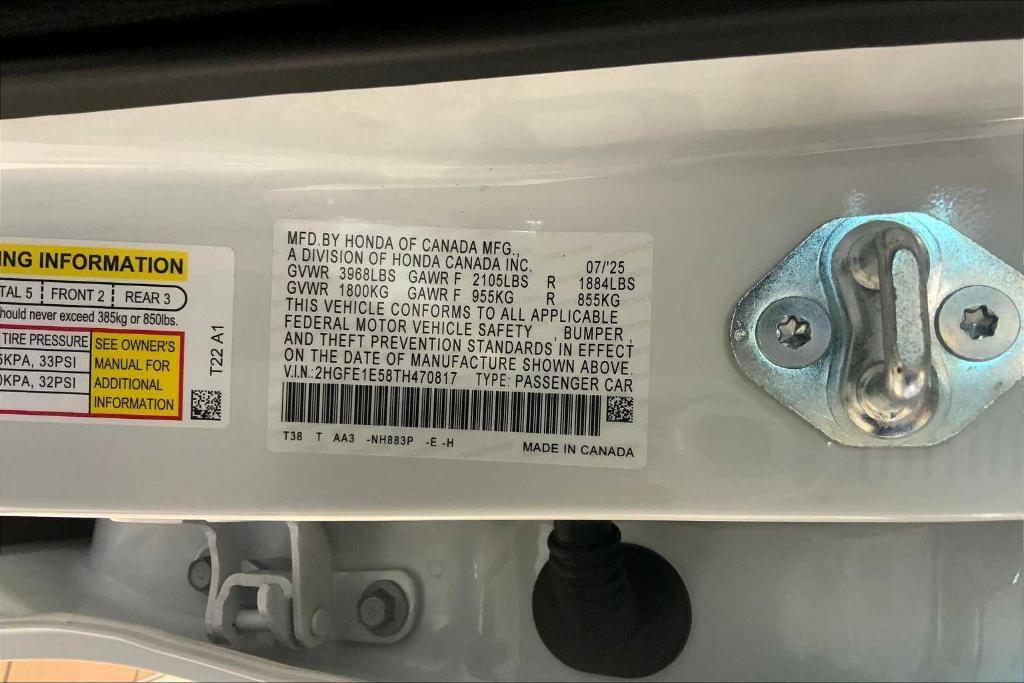 NG INFORMATION
TAL 5 FRONT 2 REAR 3
hould never exceed 385kg or 850lbs.
TIRE PRESSURE
5KPA, 33PSI
0KPA, 32PSI
SEE OWNER'S
MANUAL FOR
ADDITIONAL
INFORMATION
T22 A1
MFD.BY HONDA OF CANADA MFG.,
A DIVISION OF HONDA CANADA INC. 07/'25
GVWR 3968LBS GAWR F 2105LBS R 1884LBS
GVWR 1800KG GAWR F 955KG R 855KG
THIS VEHICLE CONFORMS TO ALL APPLICABLE
FEDERAL MOTOR VEHICLE SAFETY , BUMPER ,
AND THEFT PREVENTION STANDARDS IN EFFECT
ON THE DATE OF MANUFACTURE SHOWN ABOVE.
V.I.N: 2HGFE1E58TH470817 TYPE: PASSENGER CAR
T38 T AA3 -NH883P -E -H
MADE IN CANADA